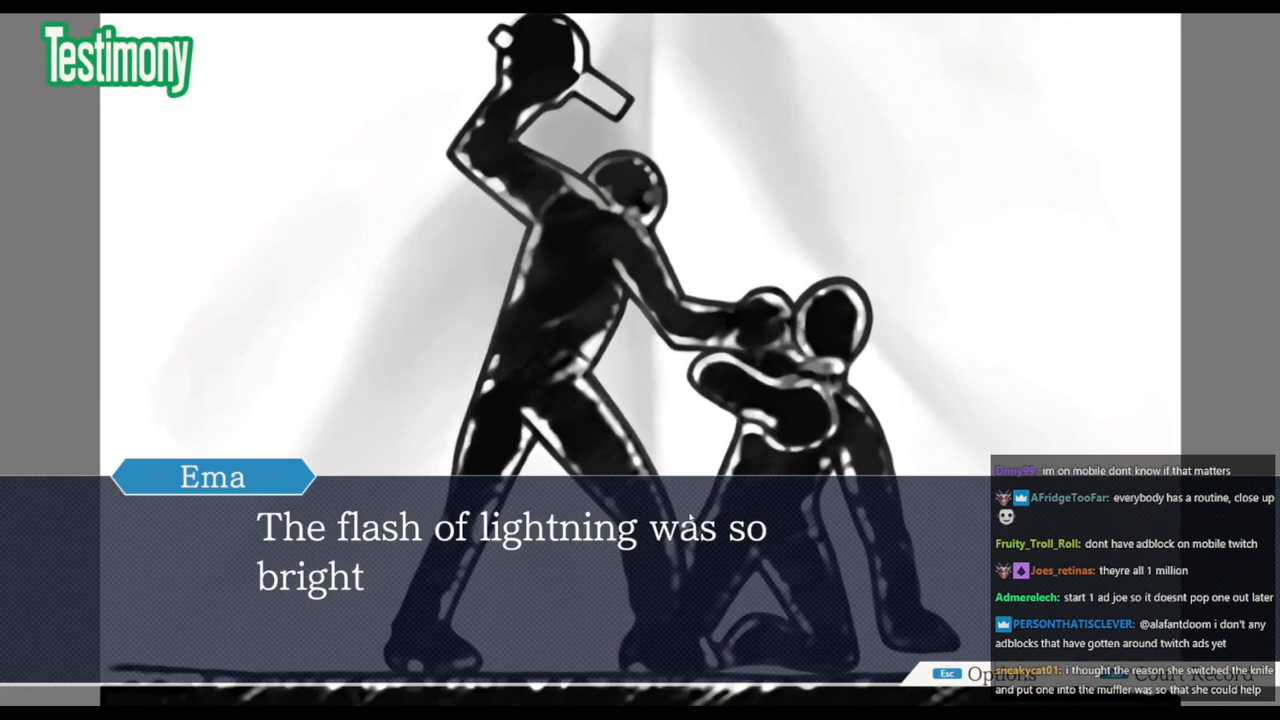 Testimony
Ema
The flash of lightning was so
bright
Dnny99: im on mobile dont know if that matters
AFridgeTooFar: everybody has a routine, close up
Fruity_Troll_Roll: dont have adblock on mobile twitch
Joes_retinas: theyre all 1 million
Admerelech: start 1 ad joe so it doesnt pop one out later
PERSONTHATISCLEVER: @alafantdoom i don't any
adblocks that have gotten around twitch ads yet
sneakycat01: i thought the reason she switched the knife
and put one into the muffler was so that she could help
Esc Options Court Record